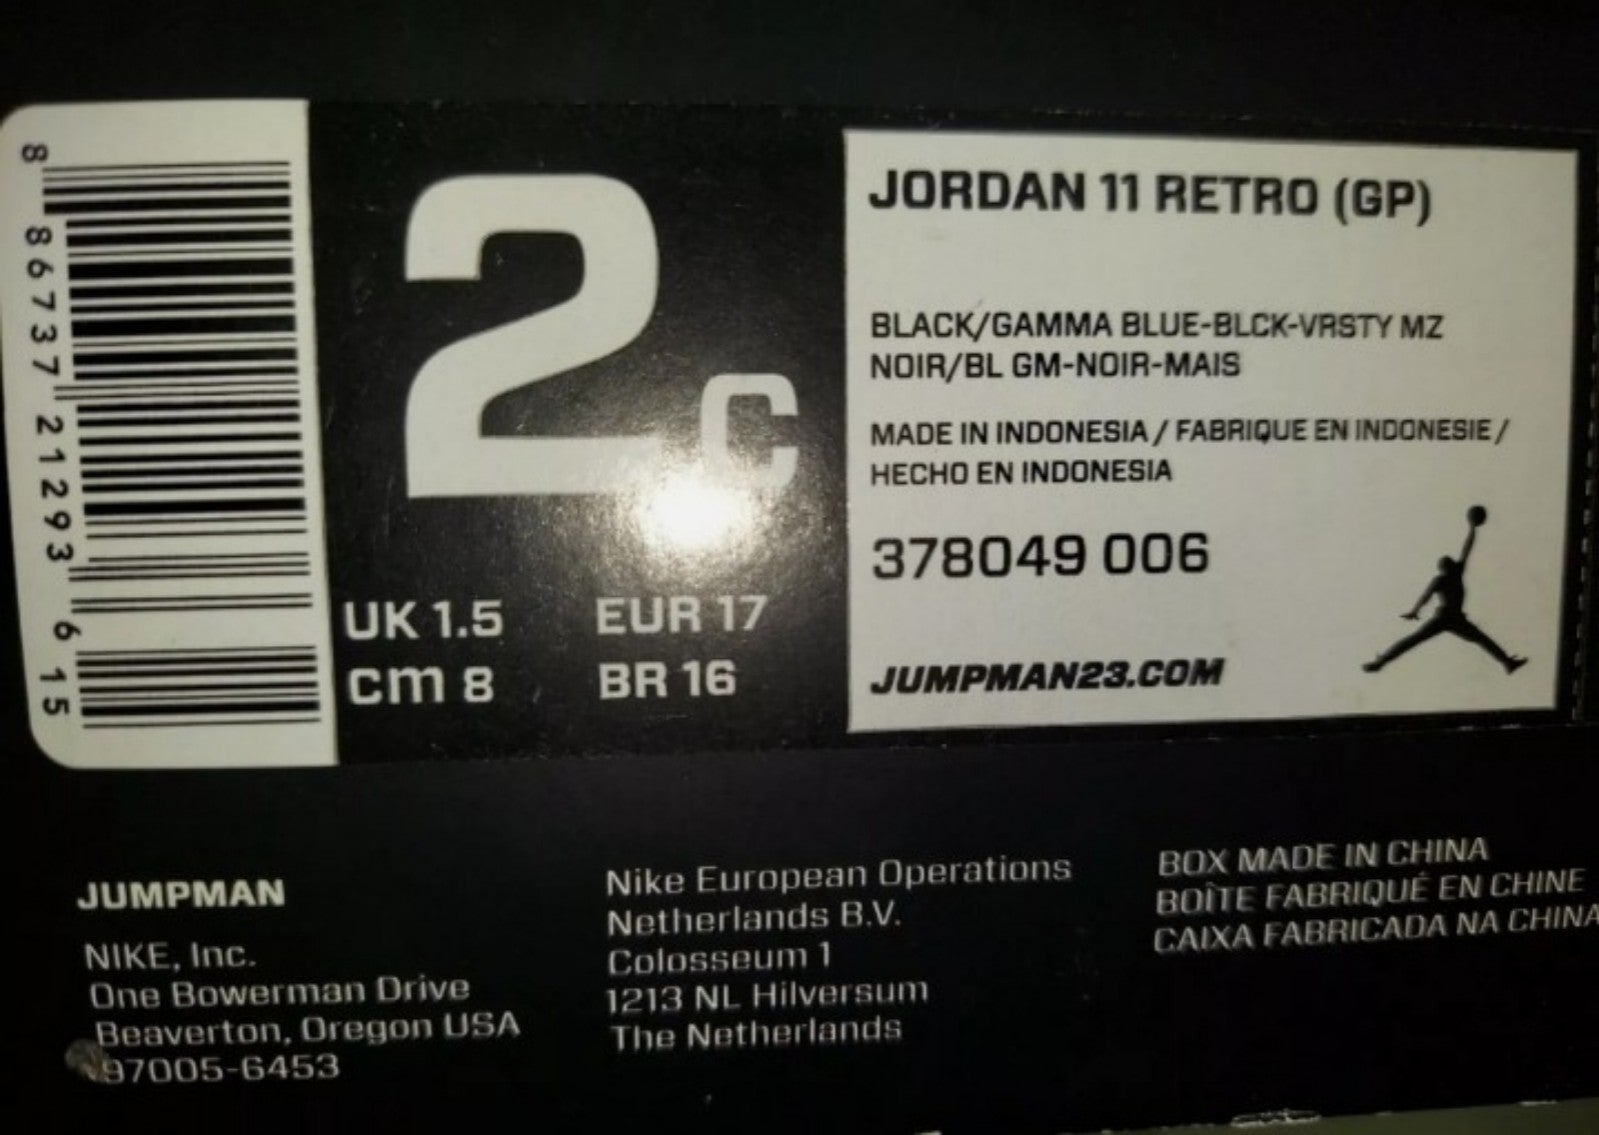 8 86737 21293 6 15
2c
UK 1.5 EUR 17
cm 8 BR 16
JORDAN 11 RETRO (GP)
BLACK/GAMMA BLUE-BLCK-VRSTY MZ
NOIR/BL GM-NOIR-MAIS
MADE IN INDONESIA / FABRIQUE EN INDONESIE /
HECHO EN INDONESIA
378049 006
JUMPMAN23.COM
JUMPMAN
NIKE, Inc.
One Bowerman Drive
Beaverton, Oregon USA
97005-6453
Nike European Operations
Netherlands B.V.
Colosseum 1
1213 NL Hilversum
The Netherlands
BOX MADE IN CHINA
BOÎTE FABRIQUÉ EN CHINE
CAIXA FABRICADA NA CHINA